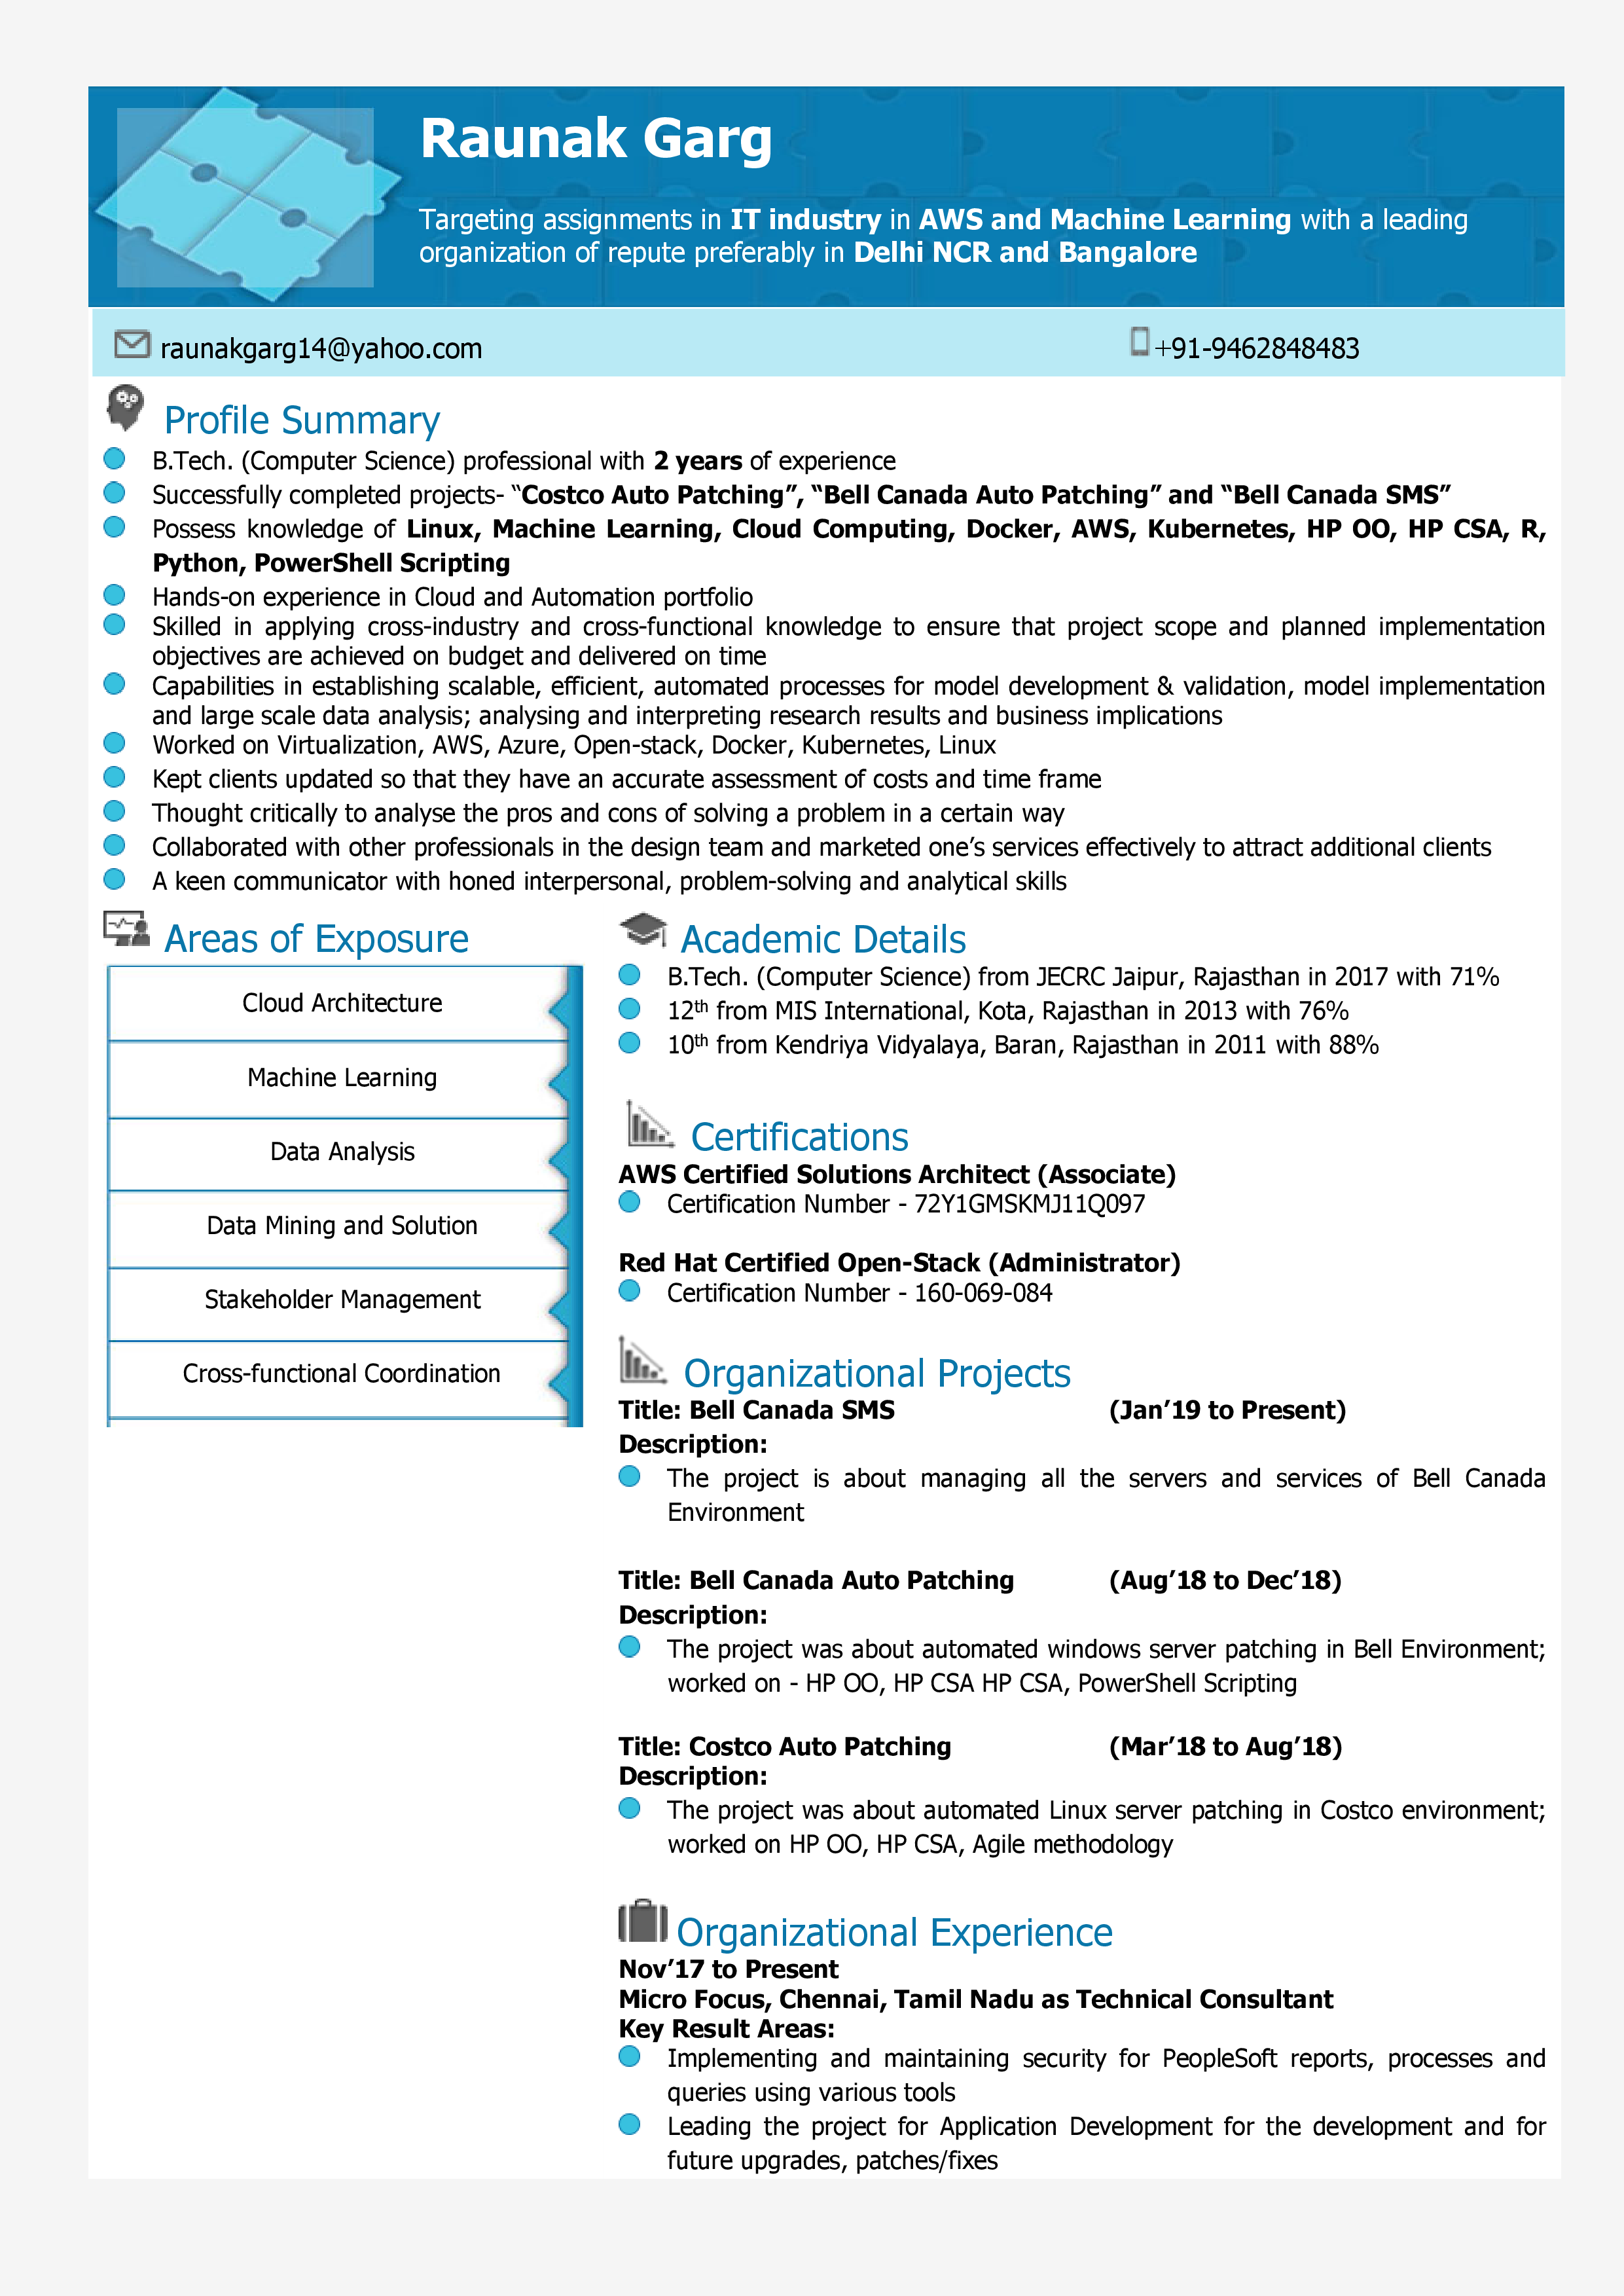 Raunak Garg
Targeting assignments in IT industry in AWS and Machine Learning with a leading
organization of repute preferably in Delhi NCR and Bangalore
raunakgarg14@yahoo.com
+91-9462848483
Profile Summary
B.Tech. (Computer Science) professional with 2 years of experience
Successfully completed projects- “Costco Auto Patching”, “Bell Canada Auto Patching” and “Bell Canada SMS”
Possess knowledge of Linux, Machine Learning, Cloud Computing, Docker, AWS, Kubernetes, HP OO, HP CSA, R,
Python, PowerShell Scripting
Hands-on experience in Cloud and Automation portfolio
Skilled in applying cross-industry and cross-functional knowledge to ensure that project scope and planned implementation
objectives are achieved on budget and delivered on time
Capabilities in establishing scalable, efficient, automated processes for model development & validation, model implementation
and large scale data analysis; analysing and interpreting research results and business implications
Worked on Virtualization, AWS, Azure, Open-stack, Docker, Kubernetes, Linux
Kept clients updated so that they have an accurate assessment of costs and time frame
Thought critically to analyse the pros and cons of solving a problem in a certain way
Collaborated with other professionals in the design team and marketed one’s services effectively to attract additional clients
A keen communicator with honed interpersonal, problem-solving and analytical skills
Areas of Exposure
Cloud Architecture
Machine Learning
Data Analysis
Data Mining and Solution
Stakeholder Management
Cross-functional Coordination
Academic Details
B.Tech. (Computer Science) from JECRC Jaipur, Rajasthan in 2017 with 71%
12th from MIS International, Kota, Rajasthan in 2013 with 76%
10th from Kendriya Vidyalaya, Baran, Rajasthan in 2011 with 88%
Certifications
AWS Certified Solutions Architect (Associate)
Certification Number - 72Y1GMSKMJ11Q097
Red Hat Certified Open-Stack (Administrator)
Certification Number - 160-069-084
Organizational Projects
Title: Bell Canada SMS (Jan’19 to Present)
Description:
The project is about managing all the servers and services of Bell Canada
Environment
Title: Bell Canada Auto Patching (Aug’18 to Dec’18)
Description:
The project was about automated windows server patching in Bell Environment;
worked on - HP OO, HP CSA HP CSA, PowerShell Scripting
Title: Costco Auto Patching (Mar’18 to Aug’18)
Description:
The project was about automated Linux server patching in Costco environment;
worked on HP OO, HP CSA, Agile methodology
Organizational Experience
Nov’17 to Present
Micro Focus, Chennai, Tamil Nadu as Technical Consultant
Key Result Areas:
Implementing and maintaining security for PeopleSoft reports, processes and
queries using various tools
Leading the project for Application Development for the development and for
future upgrades, patches/fixes